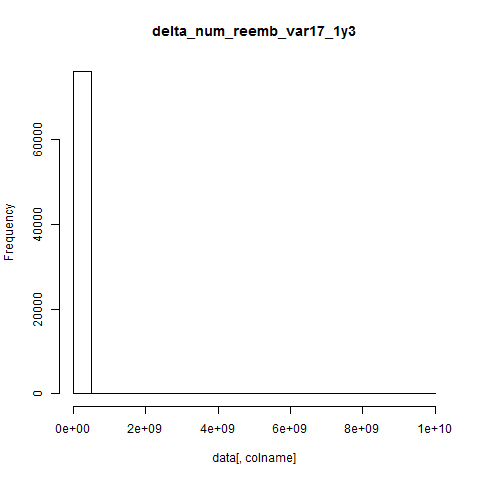 delta_num_reemb_var17_1y3
Frequency
60000
40000
20000
0
0e+00 2e+09 4e+09 6e+09 8e+09 1e+10
data[, colname]